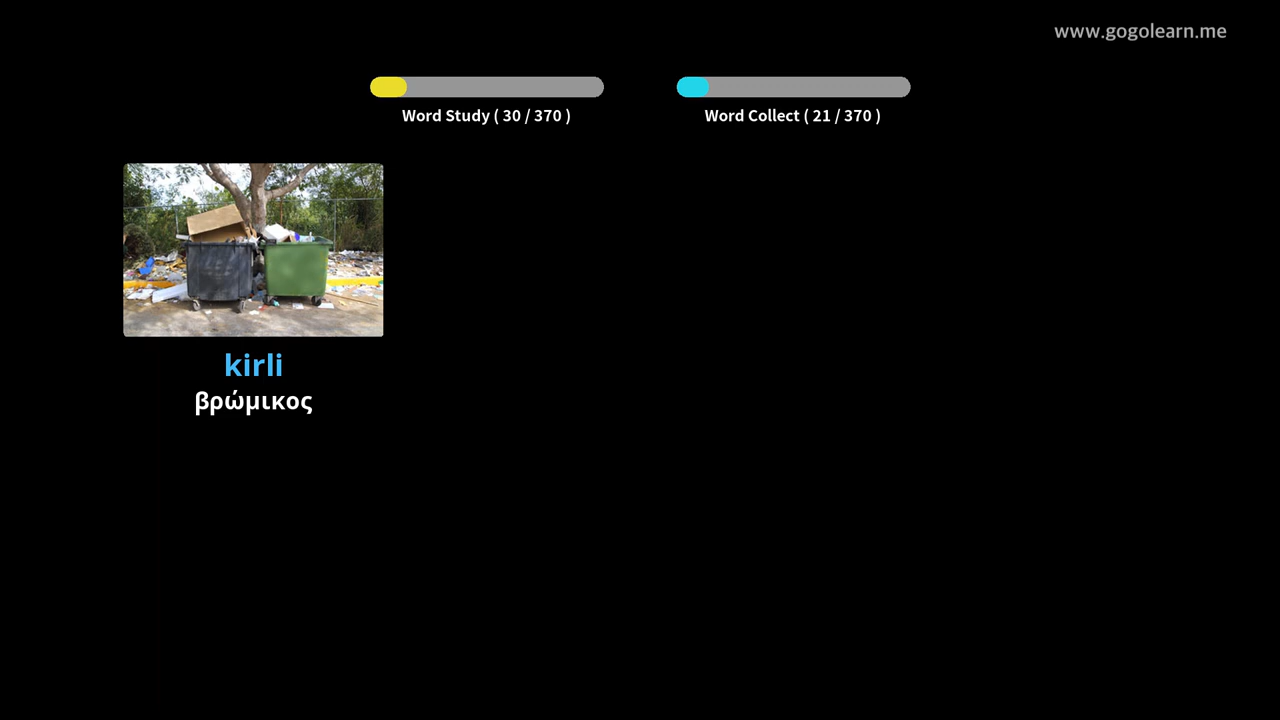 www.gogolearn.me
Word Study ( 30 / 370 )
Word Collect ( 21 / 370 )
kirli
βρώμικος